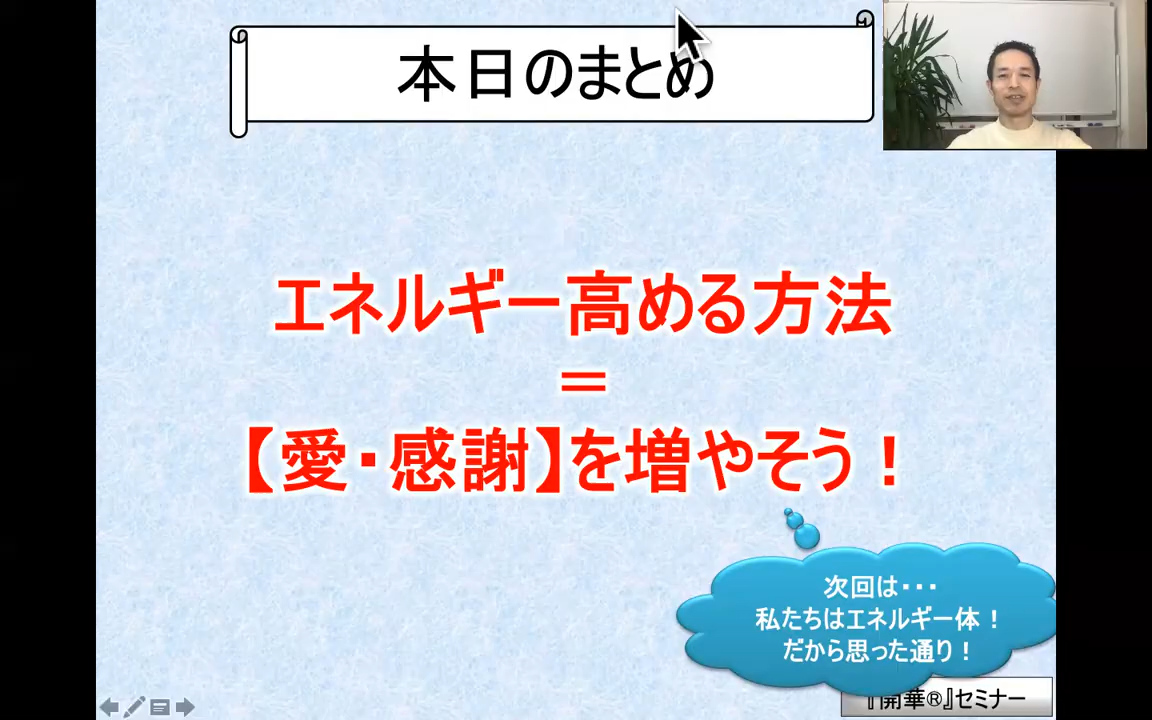 本日のまとめ
エネルギー高める方法
＝
【愛・感謝】を増やそう！
次回は・・・
私たちはエネルギー体！
だから思った通り！
『開華®』セミナー